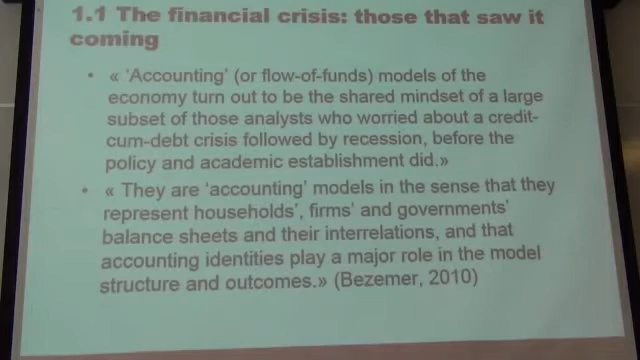 1.1 The financial crisis: those that saw it
coming
• « 'Accounting' (or flow-of-funds) models of the
economy turn out to be the shared mindset of a large
subset of those analysts who worried about a credit-
cum-debt crisis followed by recession, before the
policy and academic establishment did.»
• « They are 'accounting' models in the sense that they
represent households', firms' and governments'
balance sheets and their interrelations, and that
accounting identities play a major role in the model
structure and outcomes.» (Bezemer, 2010)